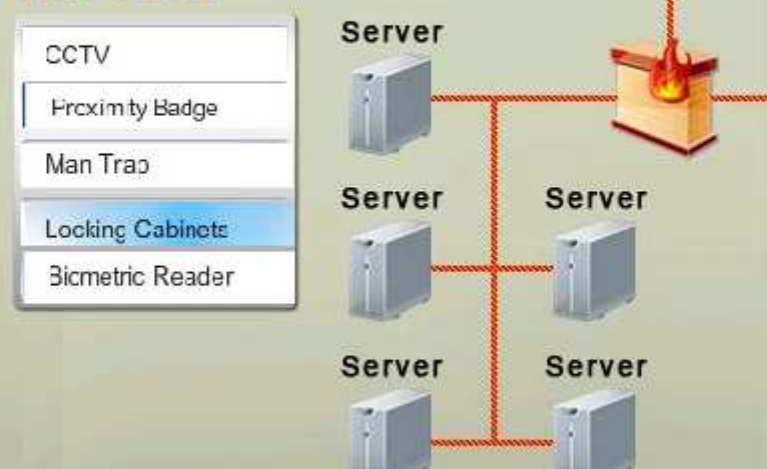 CCTV
Proximity Badge
Man Trap
Locking Cabinets
Biometric Reader
Server
Server
Server
Server
Server